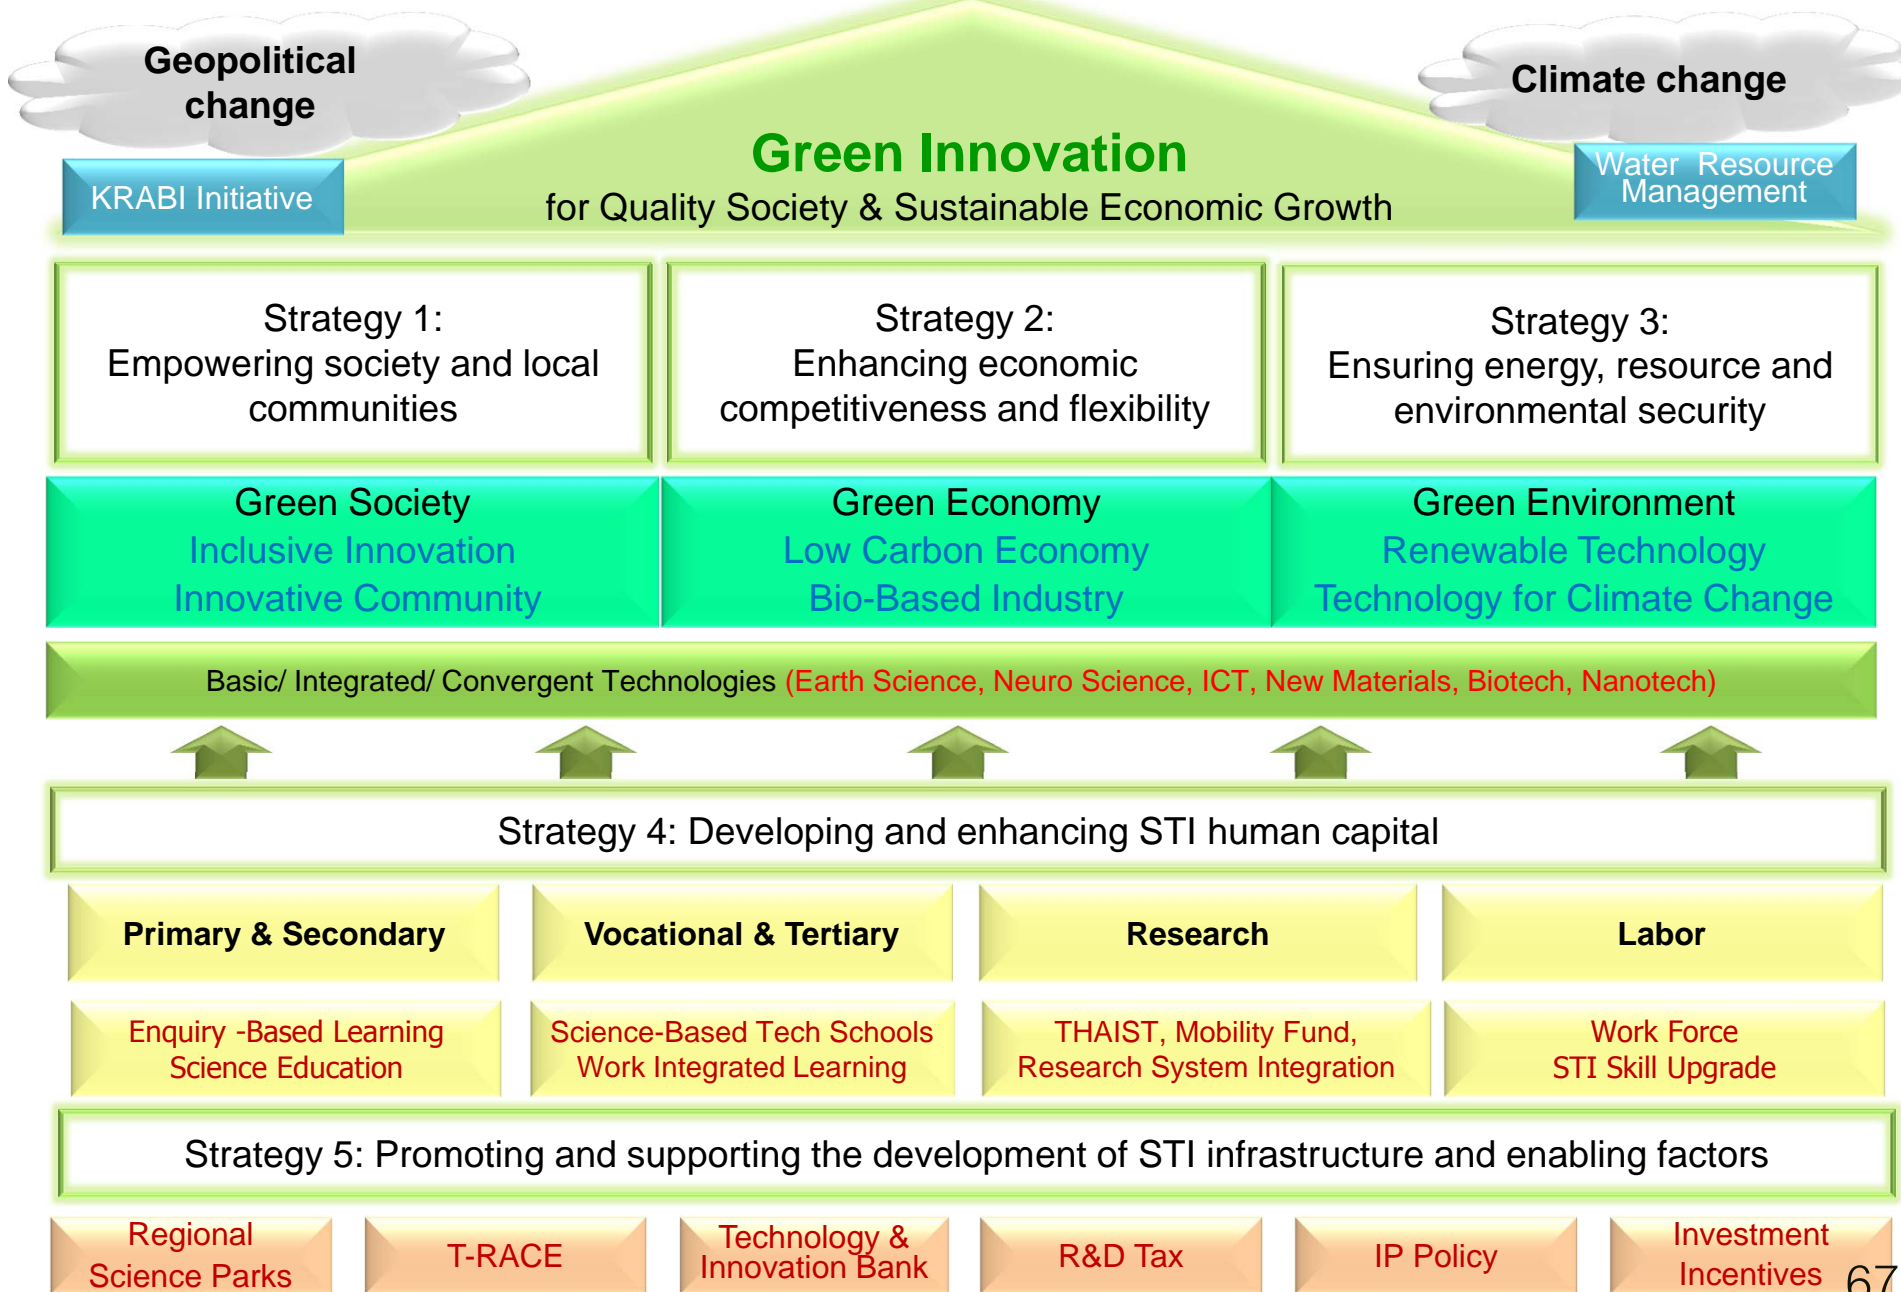 Geopolitical
change
Climate change
Green Innovation
for Quality Society & Sustainable Economic Growth
KRABI Initiative
Water Resource
Management
Strategy 1:
Empowering society and local
communities
Strategy 2:
Enhancing economic
competitiveness and flexibility
Strategy 3:
Ensuring energy, resource and
environmental security
Green Society
Inclusive Innovation
Innovative Community
Green Economy
Low Carbon Economy
Bio-Based Industry
Green Environment
Renewable Technology
Technology for Climate Change
Basic/ Integrated/ Convergent Technologies (Earth Science, Neuro Science, ICT, New Materials, Biotech, Nanotech)
Strategy 4: Developing and enhancing STI human capital
Primary & Secondary
Vocational & Tertiary
Research
Labor
Enquiry -Based Learning
Science Education
Science-Based Tech Schools
Work Integrated Learning
THAIST, Mobility Fund,
Research System Integration
Work Force
STI Skill Upgrade
Strategy 5: Promoting and supporting the development of STI infrastructure and enabling factors
Regional
Science Parks
T-RACE
Technology &
Innovation Bank
R&D Tax
IP Policy
Investment
Incentives
67